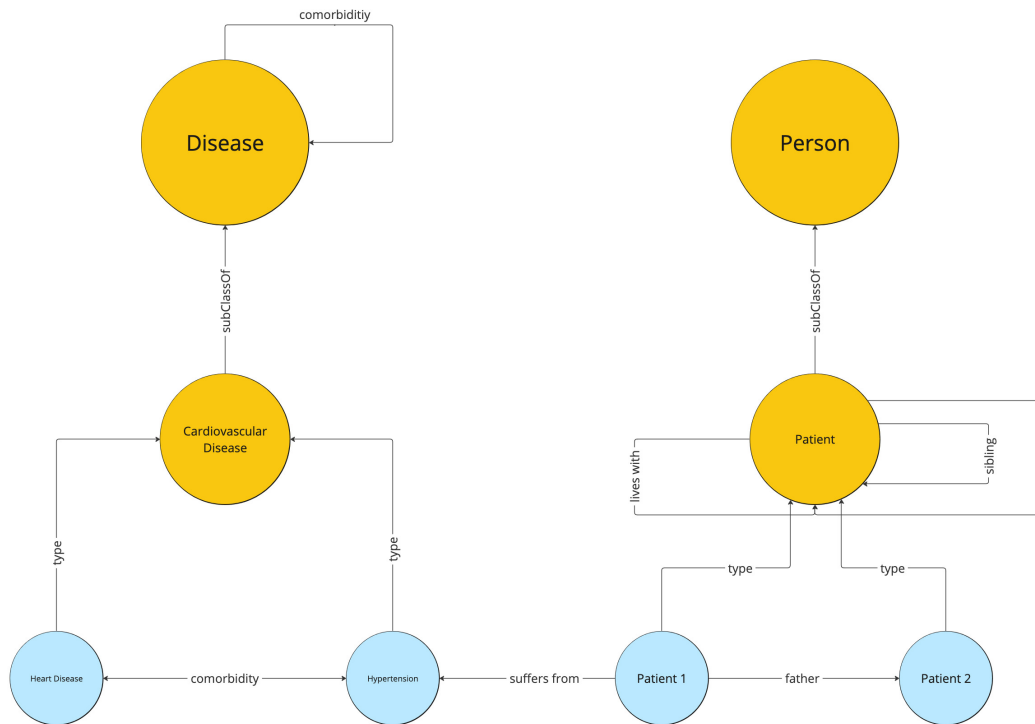 comorbiditiy
Disease
Person
subClassOf
subClassOf
Cardiovascular
Disease
Patient
lives with
sibling
type
type
type
type
Heart Disease
comorbidity
Hypertension
suffers from
Patient 1
father
Patient 2